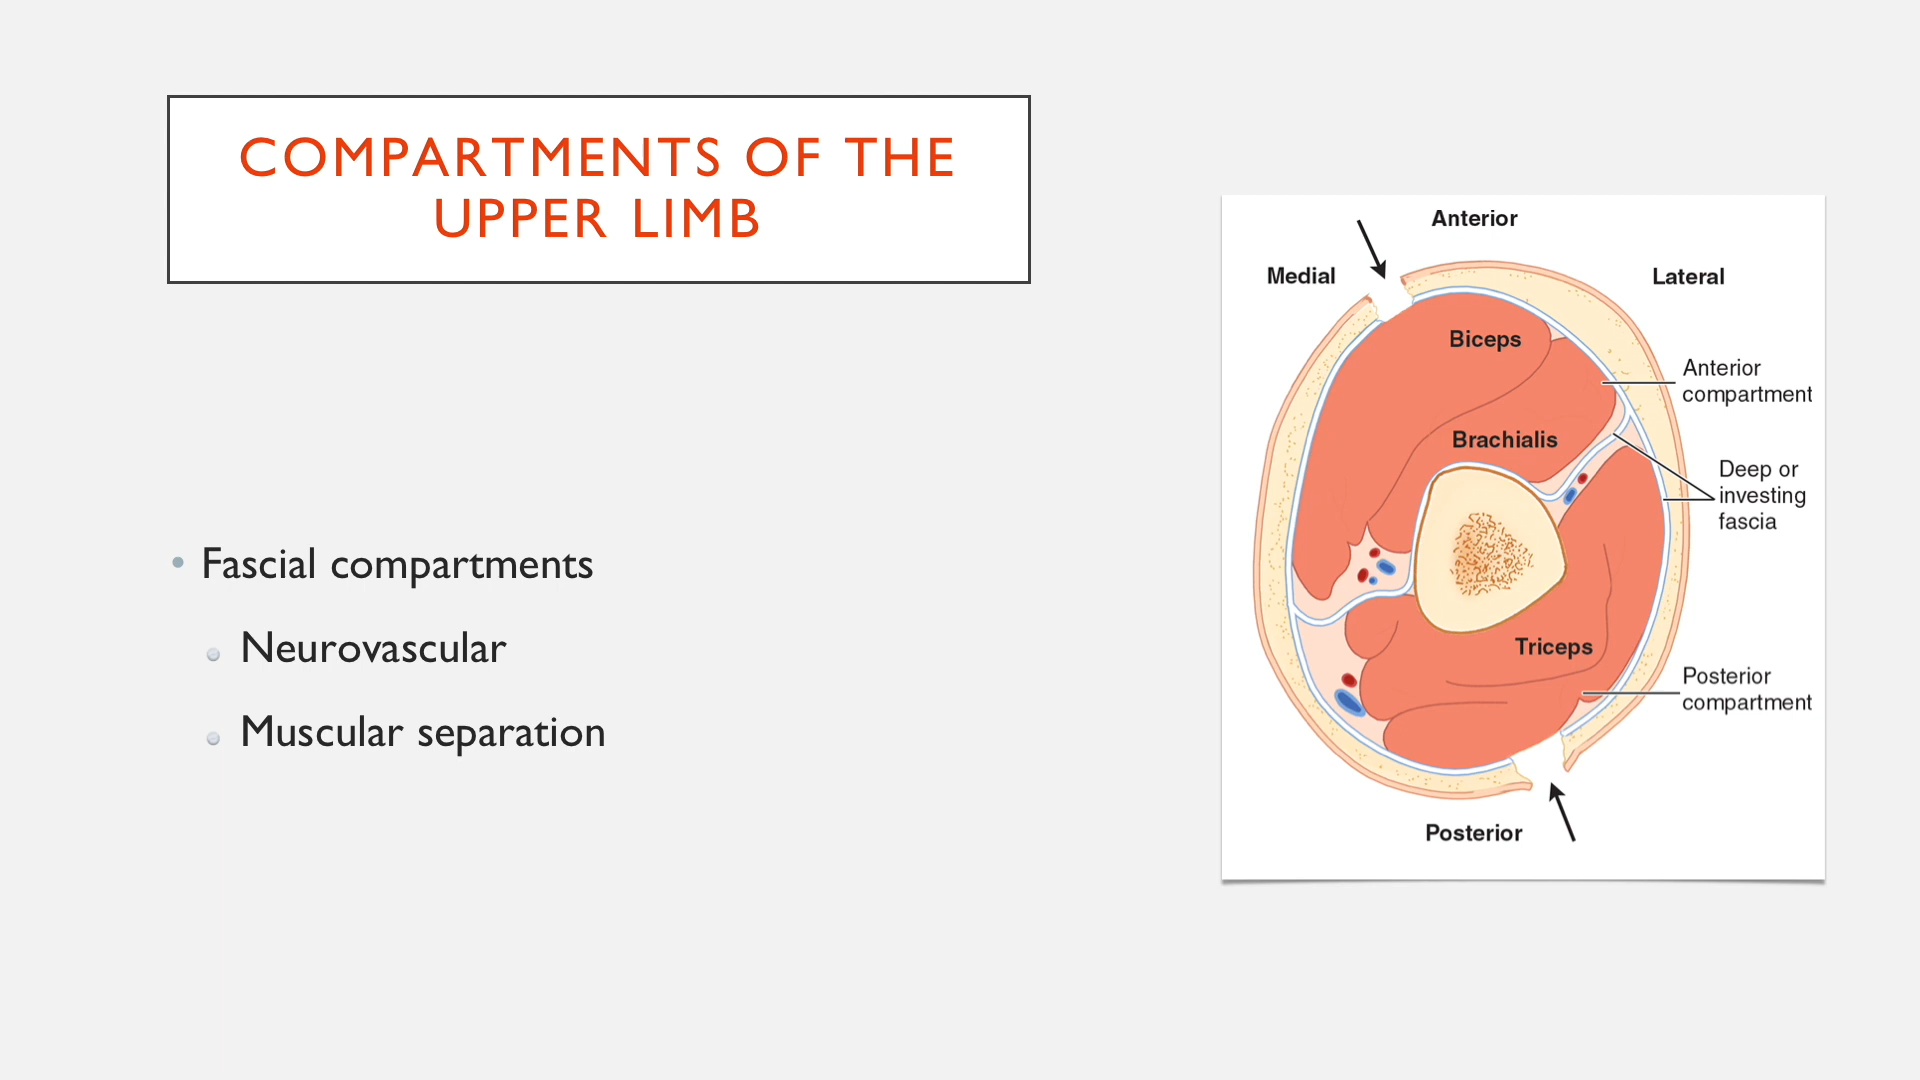 COMPARTMENTS OF THE
UPPER LIMB
• Fascial compartments
Neurovascular
Muscular separation
Anterior
Medial
Lateral
Biceps
Anterior
compartment
Brachialis
Deep or
investing
fascia
Triceps
Posterior
compartment
Posterior